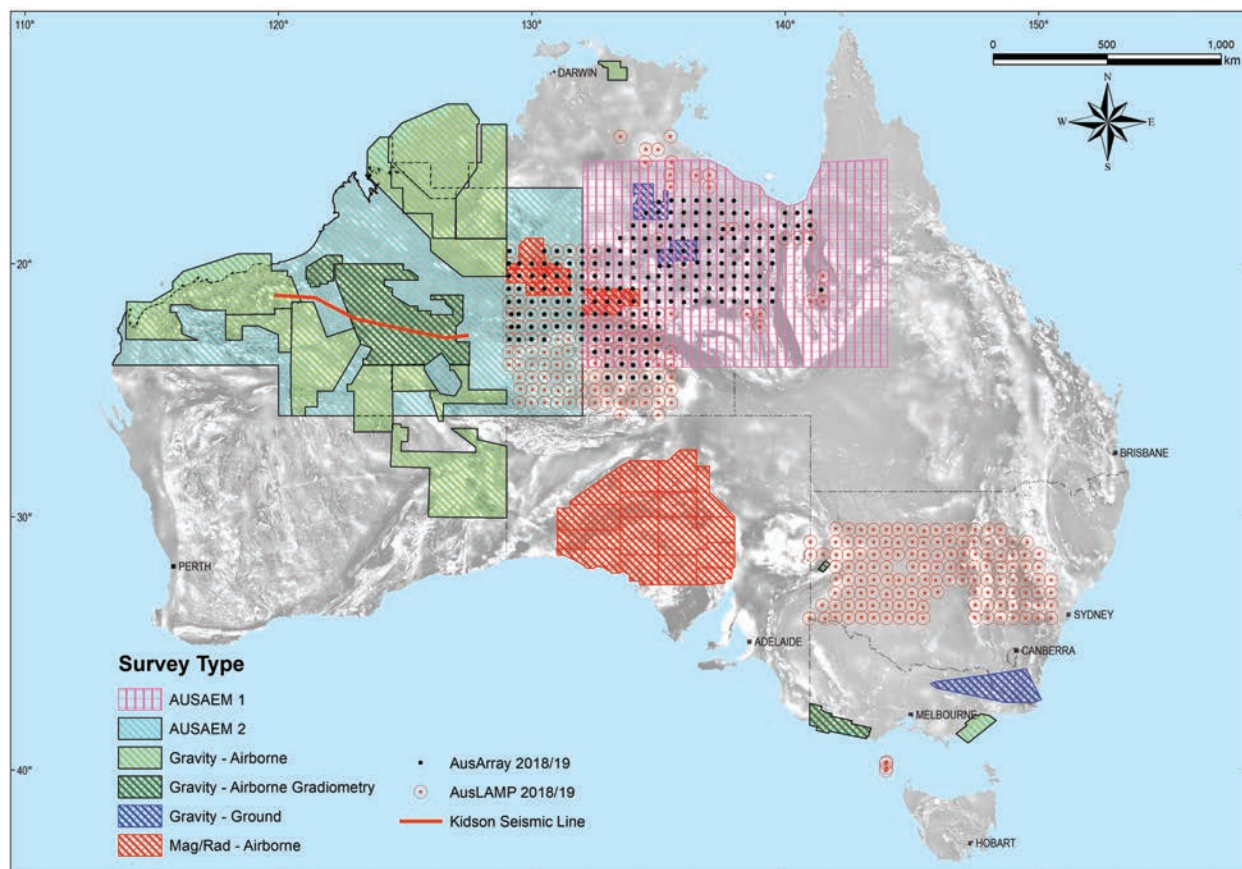 110°
130°
140°
150°
0
500
1,000
km
N
W
E
S
DARWIN
20°
BRISBANE
30°
PERTH
SYDNEY
ADELAIDE
CANBERRA
MELBOURNE
40°
HOBART
Survey Type
AUSAEM 1
AUSAEM 2
Gravity - Airborne
Gravity - Airborne Gradiometry
Gravity - Ground
Mag/Rad - Airborne
AusArray 2018/19
AusLAMP 2018/19
Kidson Seismic Line